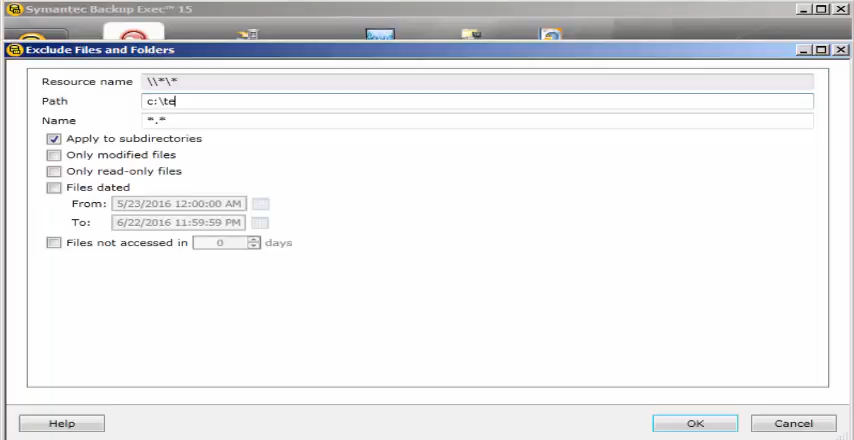 Symantec Backup Exec™ 15
Exclude Files and Folders
Resource name \\*\*
Path c:\te
Name *.*
Apply to subdirectories
Only modified files
Only read-only files
Files dated
From: 5/23/2016 12:00:00 AM
To: 6/22/2016 11:59:59 PM
Files not accessed in 0 days
Help OK Cancel